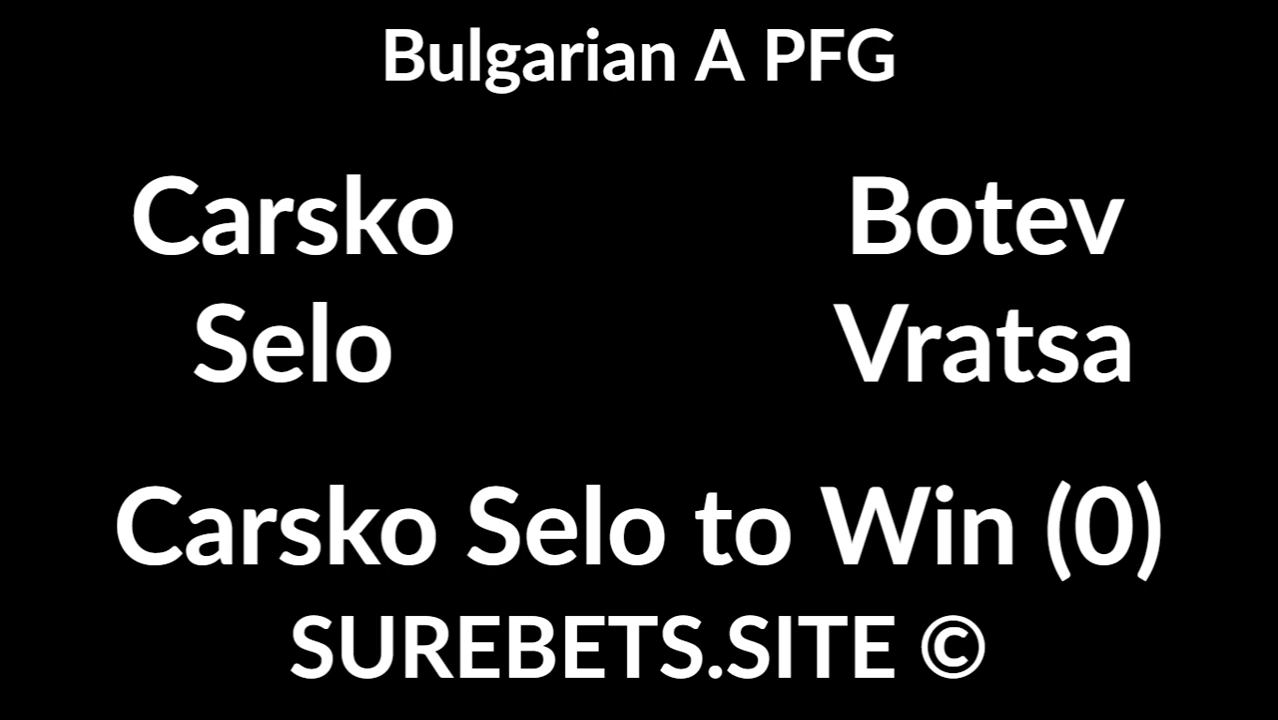 Bulgarian A PFG
Carsko Selo
Botev Vratsa
Carsko Selo to Win (0)
SUREBETS.SITE ©